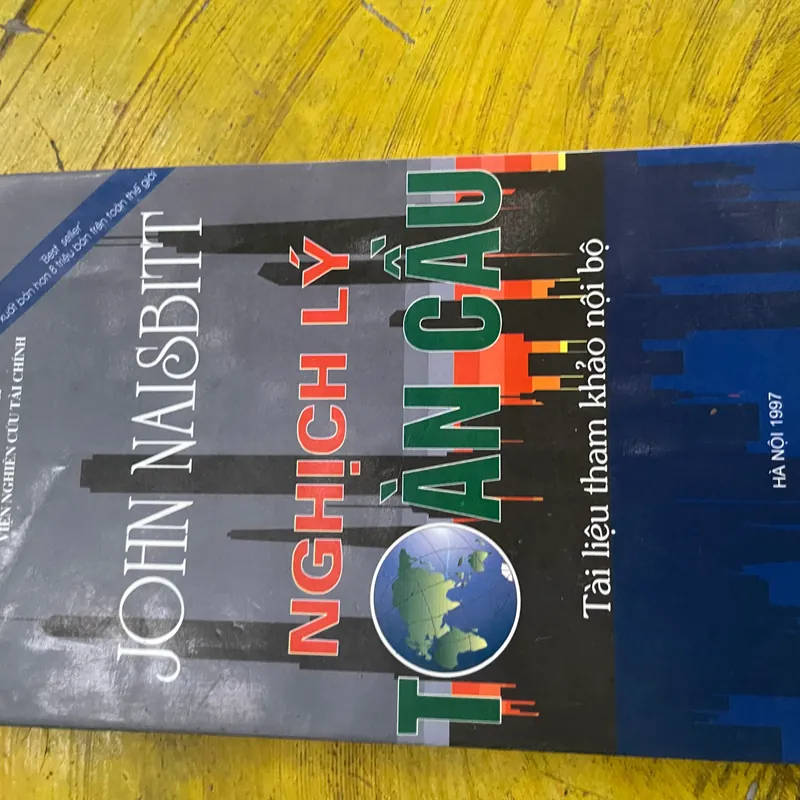 VIỆN NGHIÊN CỨU TÀI CHÍNH
"Best seller"
xuất bản hơn 8 triệu bản trên toàn thế giới
JOHN NAISBITT
NGHỊCH LÝ
TOÀN CẦU
Tài liệu tham khảo nội bộ
HÀ NỘI 1997